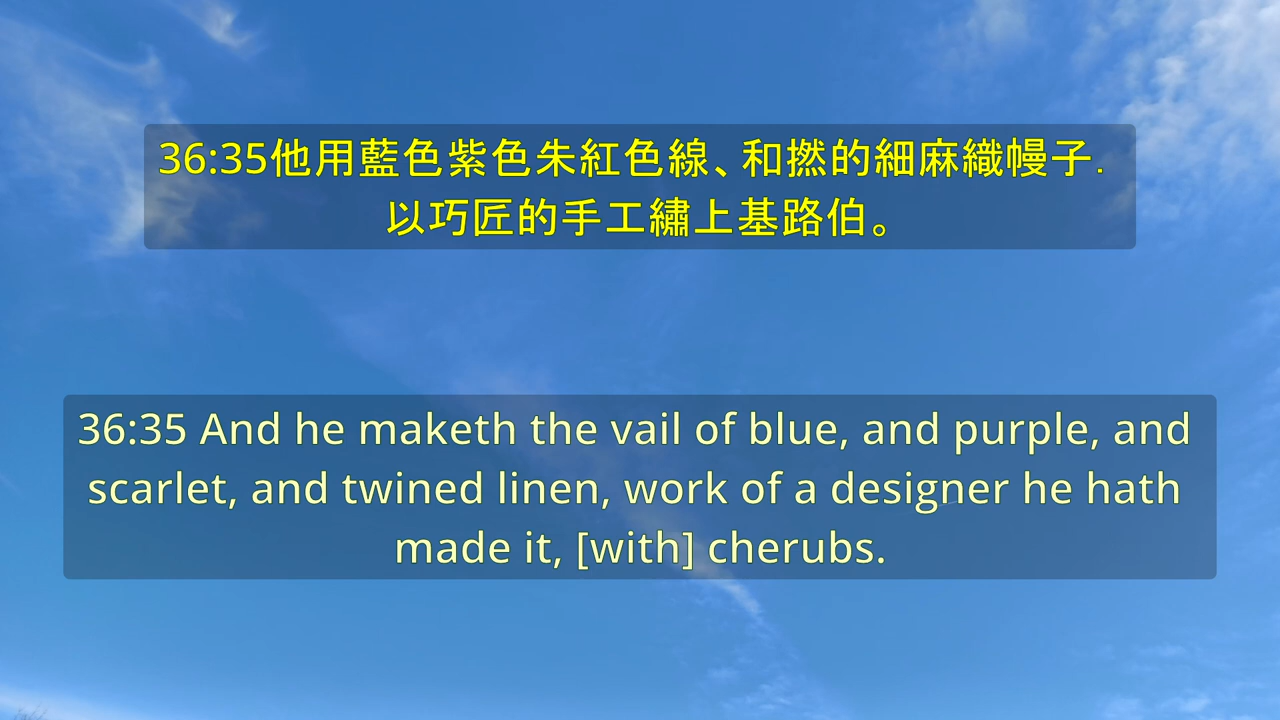 36:35他用藍色紫色朱紅色線、和撚的細麻織幔子．
以巧匠的手工繡上基路伯。
36:35 And he maketh the vail of blue, and purple, and
scarlet, and twined linen, work of a designer he hath
made it, [with] cherubs.